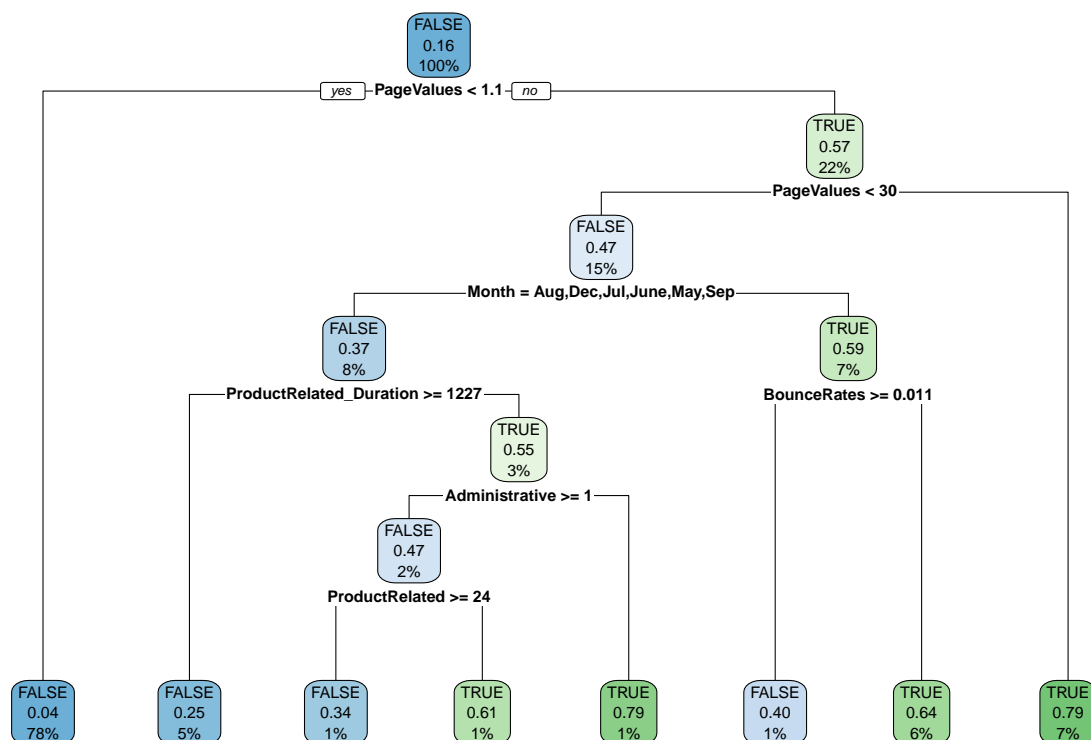 FALSE
0.16
100%
yes PageValues < 1.1 no
TRUE
0.57
22%
PageValues < 30
FALSE
0.47
15%
Month = Aug,Dec,Jul,June,May,Sep
FALSE
0.37
8%
TRUE
0.59
7%
ProductRelated_Duration >= 1227
BounceRates >= 0.011
TRUE
0.55
3%
Administrative >= 1
FALSE
0.47
2%
ProductRelated >= 24
FALSE
0.04
78%
FALSE
0.25
5%
FALSE
0.34
1%
TRUE
0.61
1%
TRUE
0.79
1%
FALSE
0.40
1%
TRUE
0.64
6%
TRUE
0.79
7%